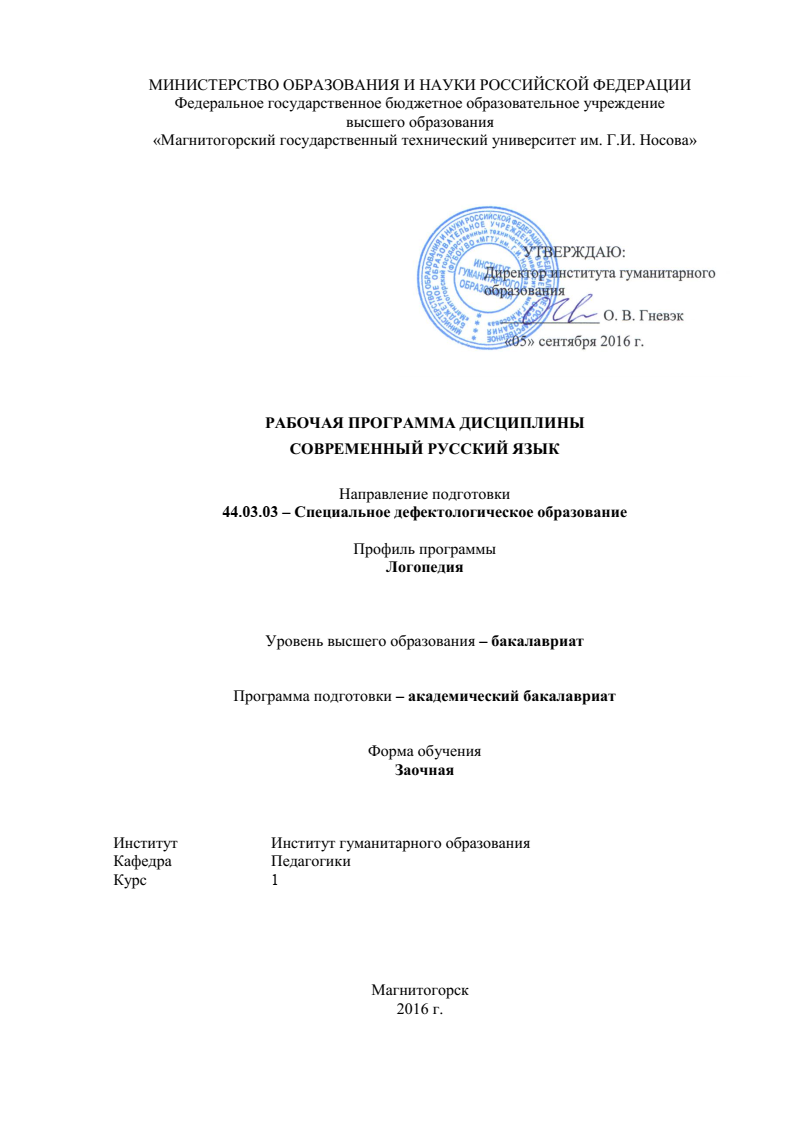 МИНИСТЕРСТВО ОБРАЗОВАНИЯ И НАУКИ РОССИЙСКОЙ ФЕДЕРАЦИИ
Федеральное государственное бюджетное образовательное учреждение
высшего образования
«Магнитогорский государственный технический университет им. Г.И. Носова»
ИНСТИТУТ
ГУМАНИТАРНОГО
ОБРАЗОВАНИЯ
УТВЕРЖДАЮ:
Директор института гуманитарного
образования
О. В. Гневэк
«05» сентября 2016 г.
РАБОЧАЯ ПРОГРАММА ДИСЦИПЛИНЫ
СОВРЕМЕННЫЙ РУССКИЙ ЯЗЫК
Направление подготовки
44.03.03 – Специальное дефектологическое образование
Профиль программы
Логопедия
Уровень высшего образования – бакалавриат
Программа подготовки – академический бакалавриат
Форма обучения
Заочная
Институт Институт гуманитарного образования
Кафедра Педагогики
Курс 1
Магнитогорск
2016 г.